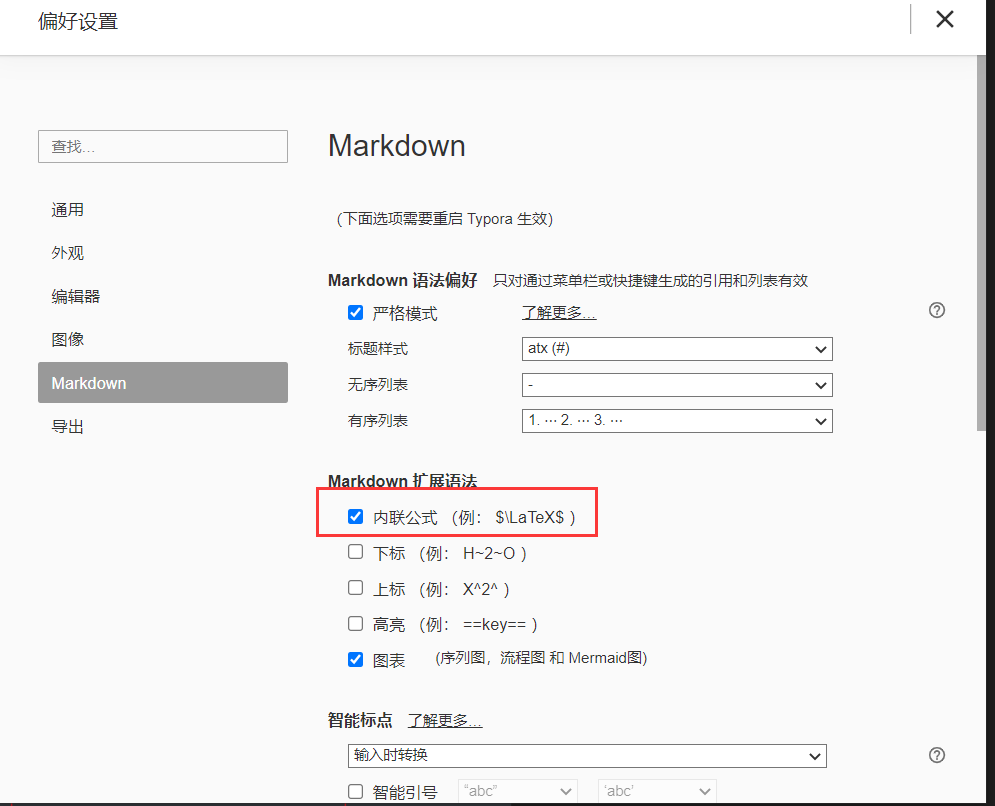 偏好设置
查找...
通用
外观
编辑器
图像
Markdown
导出
Markdown
(下面选项需要重启 Typora 生效)
Markdown 语法偏好 只对通过菜单栏或快捷键生成的引用和列表有效
严格模式 了解更多...
标题样式 atx (#)
无序列表 -
有序列表 1. ··· 2. ··· 3. ···
Markdown 扩展语法
内联公式 (例： $\LaTeX$ )
下标 (例： H~2~O )
上标 (例： X^2^ )
高亮 (例： ==key== )
图表 (序列图，流程图 和 Mermaid图)
智能标点 了解更多...
输入时转换
智能引号 “abc” ‘abc’